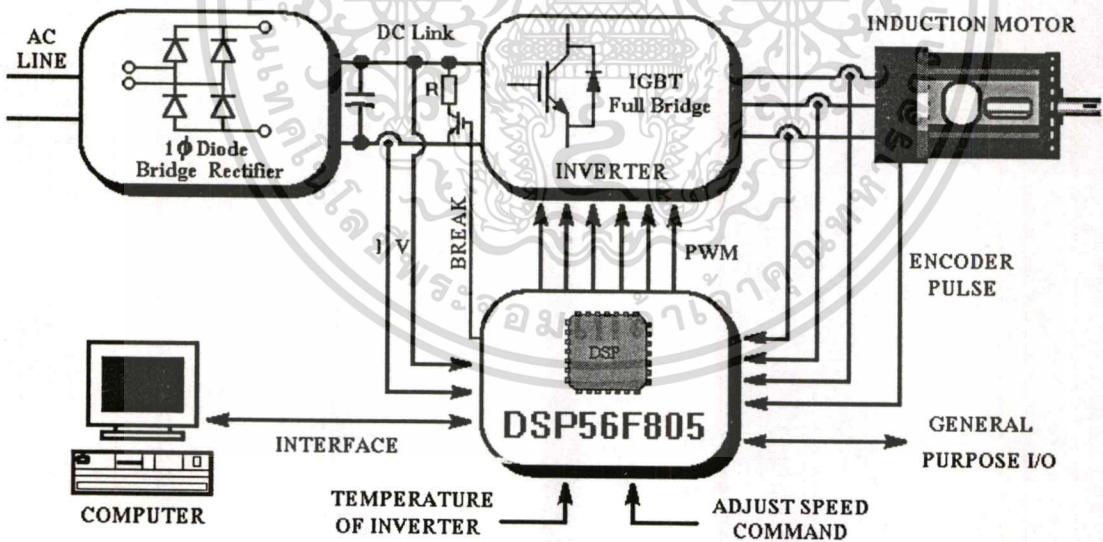 AC
LINE
1ϕ Diode
Bridge Rectifier
DC Link
R
IGBT
Full Bridge
INVERTER
INDUCTION MOTOR
I/V
BREAK
PWM
ENCODER
PULSE
DSP
DSP56F805
INTERFACE
COMPUTER
GENERAL
PURPOSE I/O
TEMPERATURE
OF INVERTER
ADJUST SPEED
COMMAND